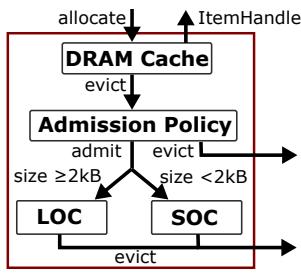 allocate ItemHandle
DRAM Cache
evict
Admission Policy
admit evict
size ≥2kB size <2kB
LOC SOC
evict